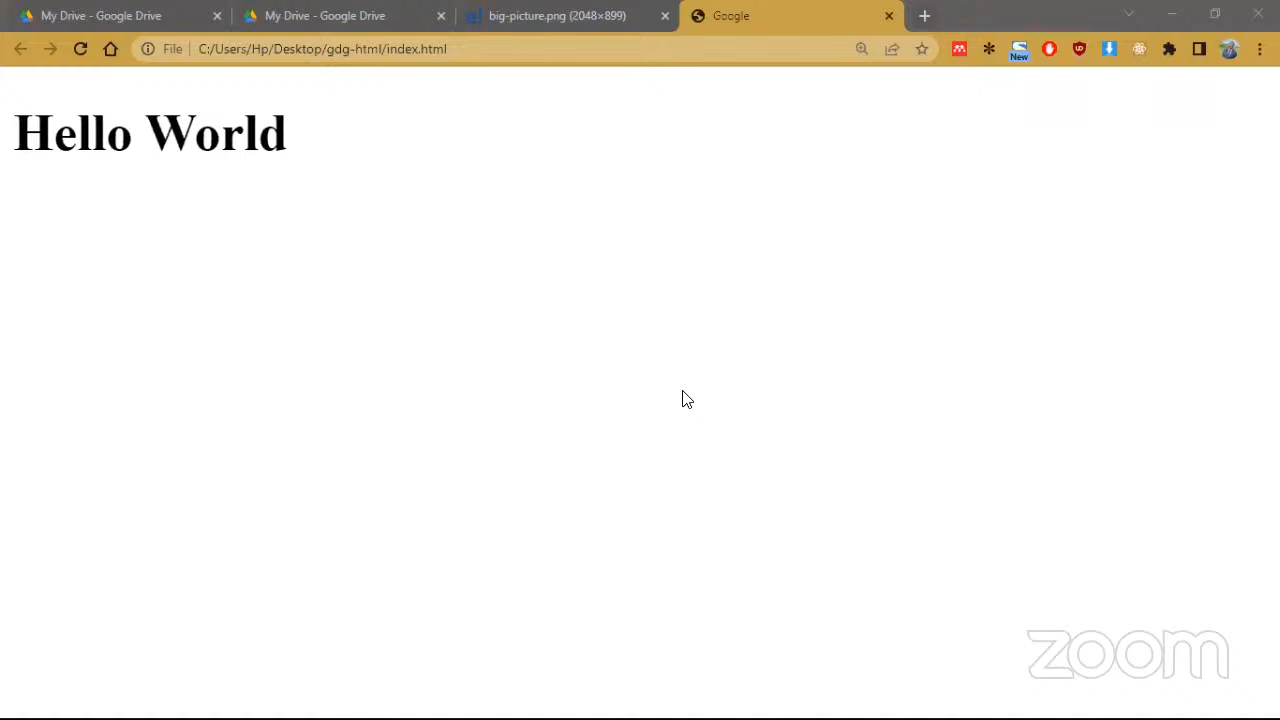 My Drive - Google Drive
My Drive - Google Drive
big-picture.png (2048×899)
Google
File
C:/Users/Hp/Desktop/gdg-html/index.html
New
Hello World
zoom